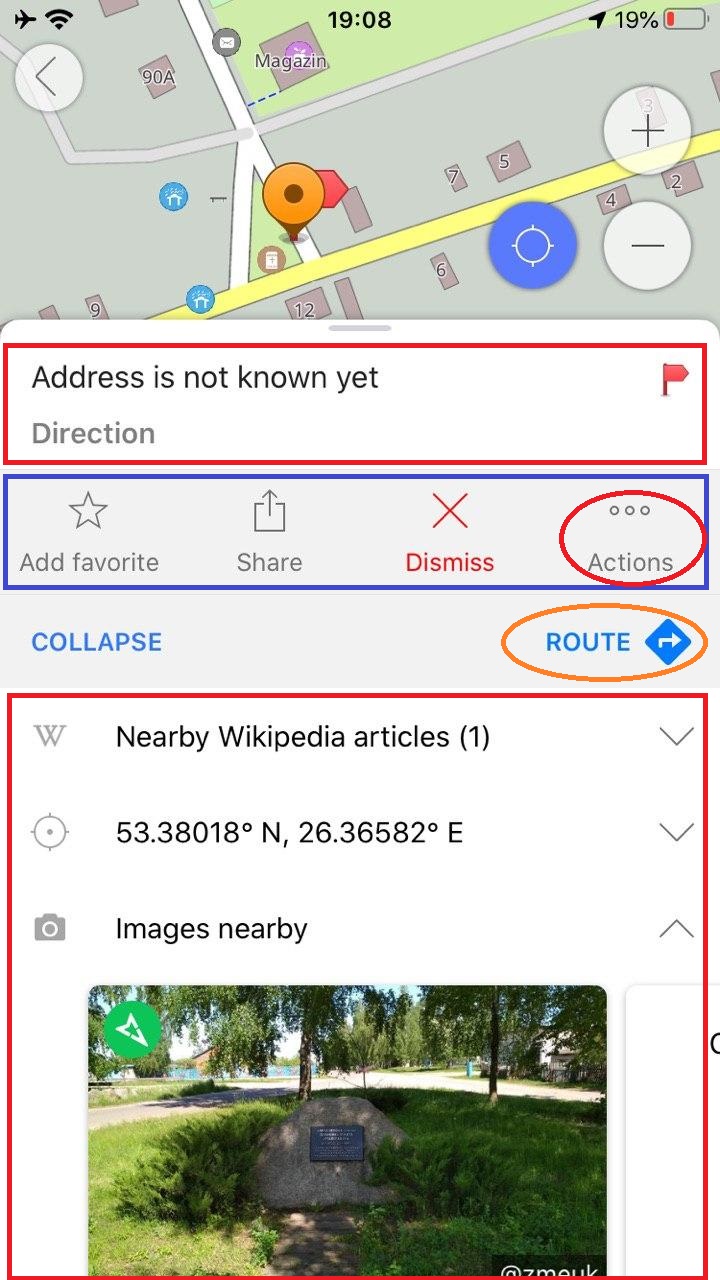 19:08
19%
Magazin
90A
3
5
7
2
4
6
9
12
Address is not known yet
Direction
Add favorite
Share
Dismiss
Actions
COLLAPSE
ROUTE
W
Nearby Wikipedia articles (1)
53.38018° N, 26.36582° E
Images nearby
@zmeuk